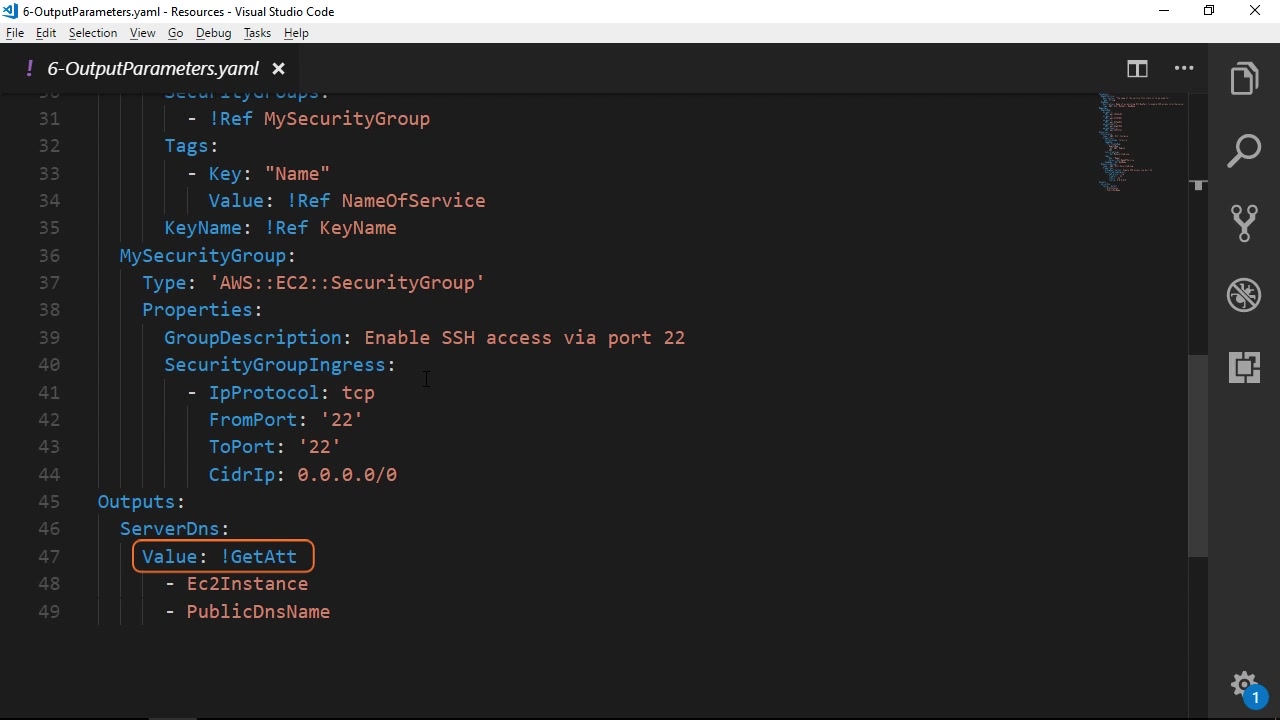 6-OutputParameters.yaml - Resources - Visual Studio Code
File Edit Selection View Go Debug Tasks Help
! 6-OutputParameters.yaml
30 SecurityGroups:
31 - !Ref MySecurityGroup
32 Tags:
33 - Key: "Name"
34 Value: !Ref NameOfService
35 KeyName: !Ref KeyName
36 MySecurityGroup:
37 Type: 'AWS::EC2::SecurityGroup'
38 Properties:
39 GroupDescription: Enable SSH access via port 22
40 SecurityGroupIngress:
41 - IpProtocol: tcp
42 FromPort: '22'
43 ToPort: '22'
44 CidrIp: 0.0.0.0/0
45 Outputs:
46 ServerDns:
47 Value: !GetAtt
48 - Ec2Instance
49 - PublicDnsName
1